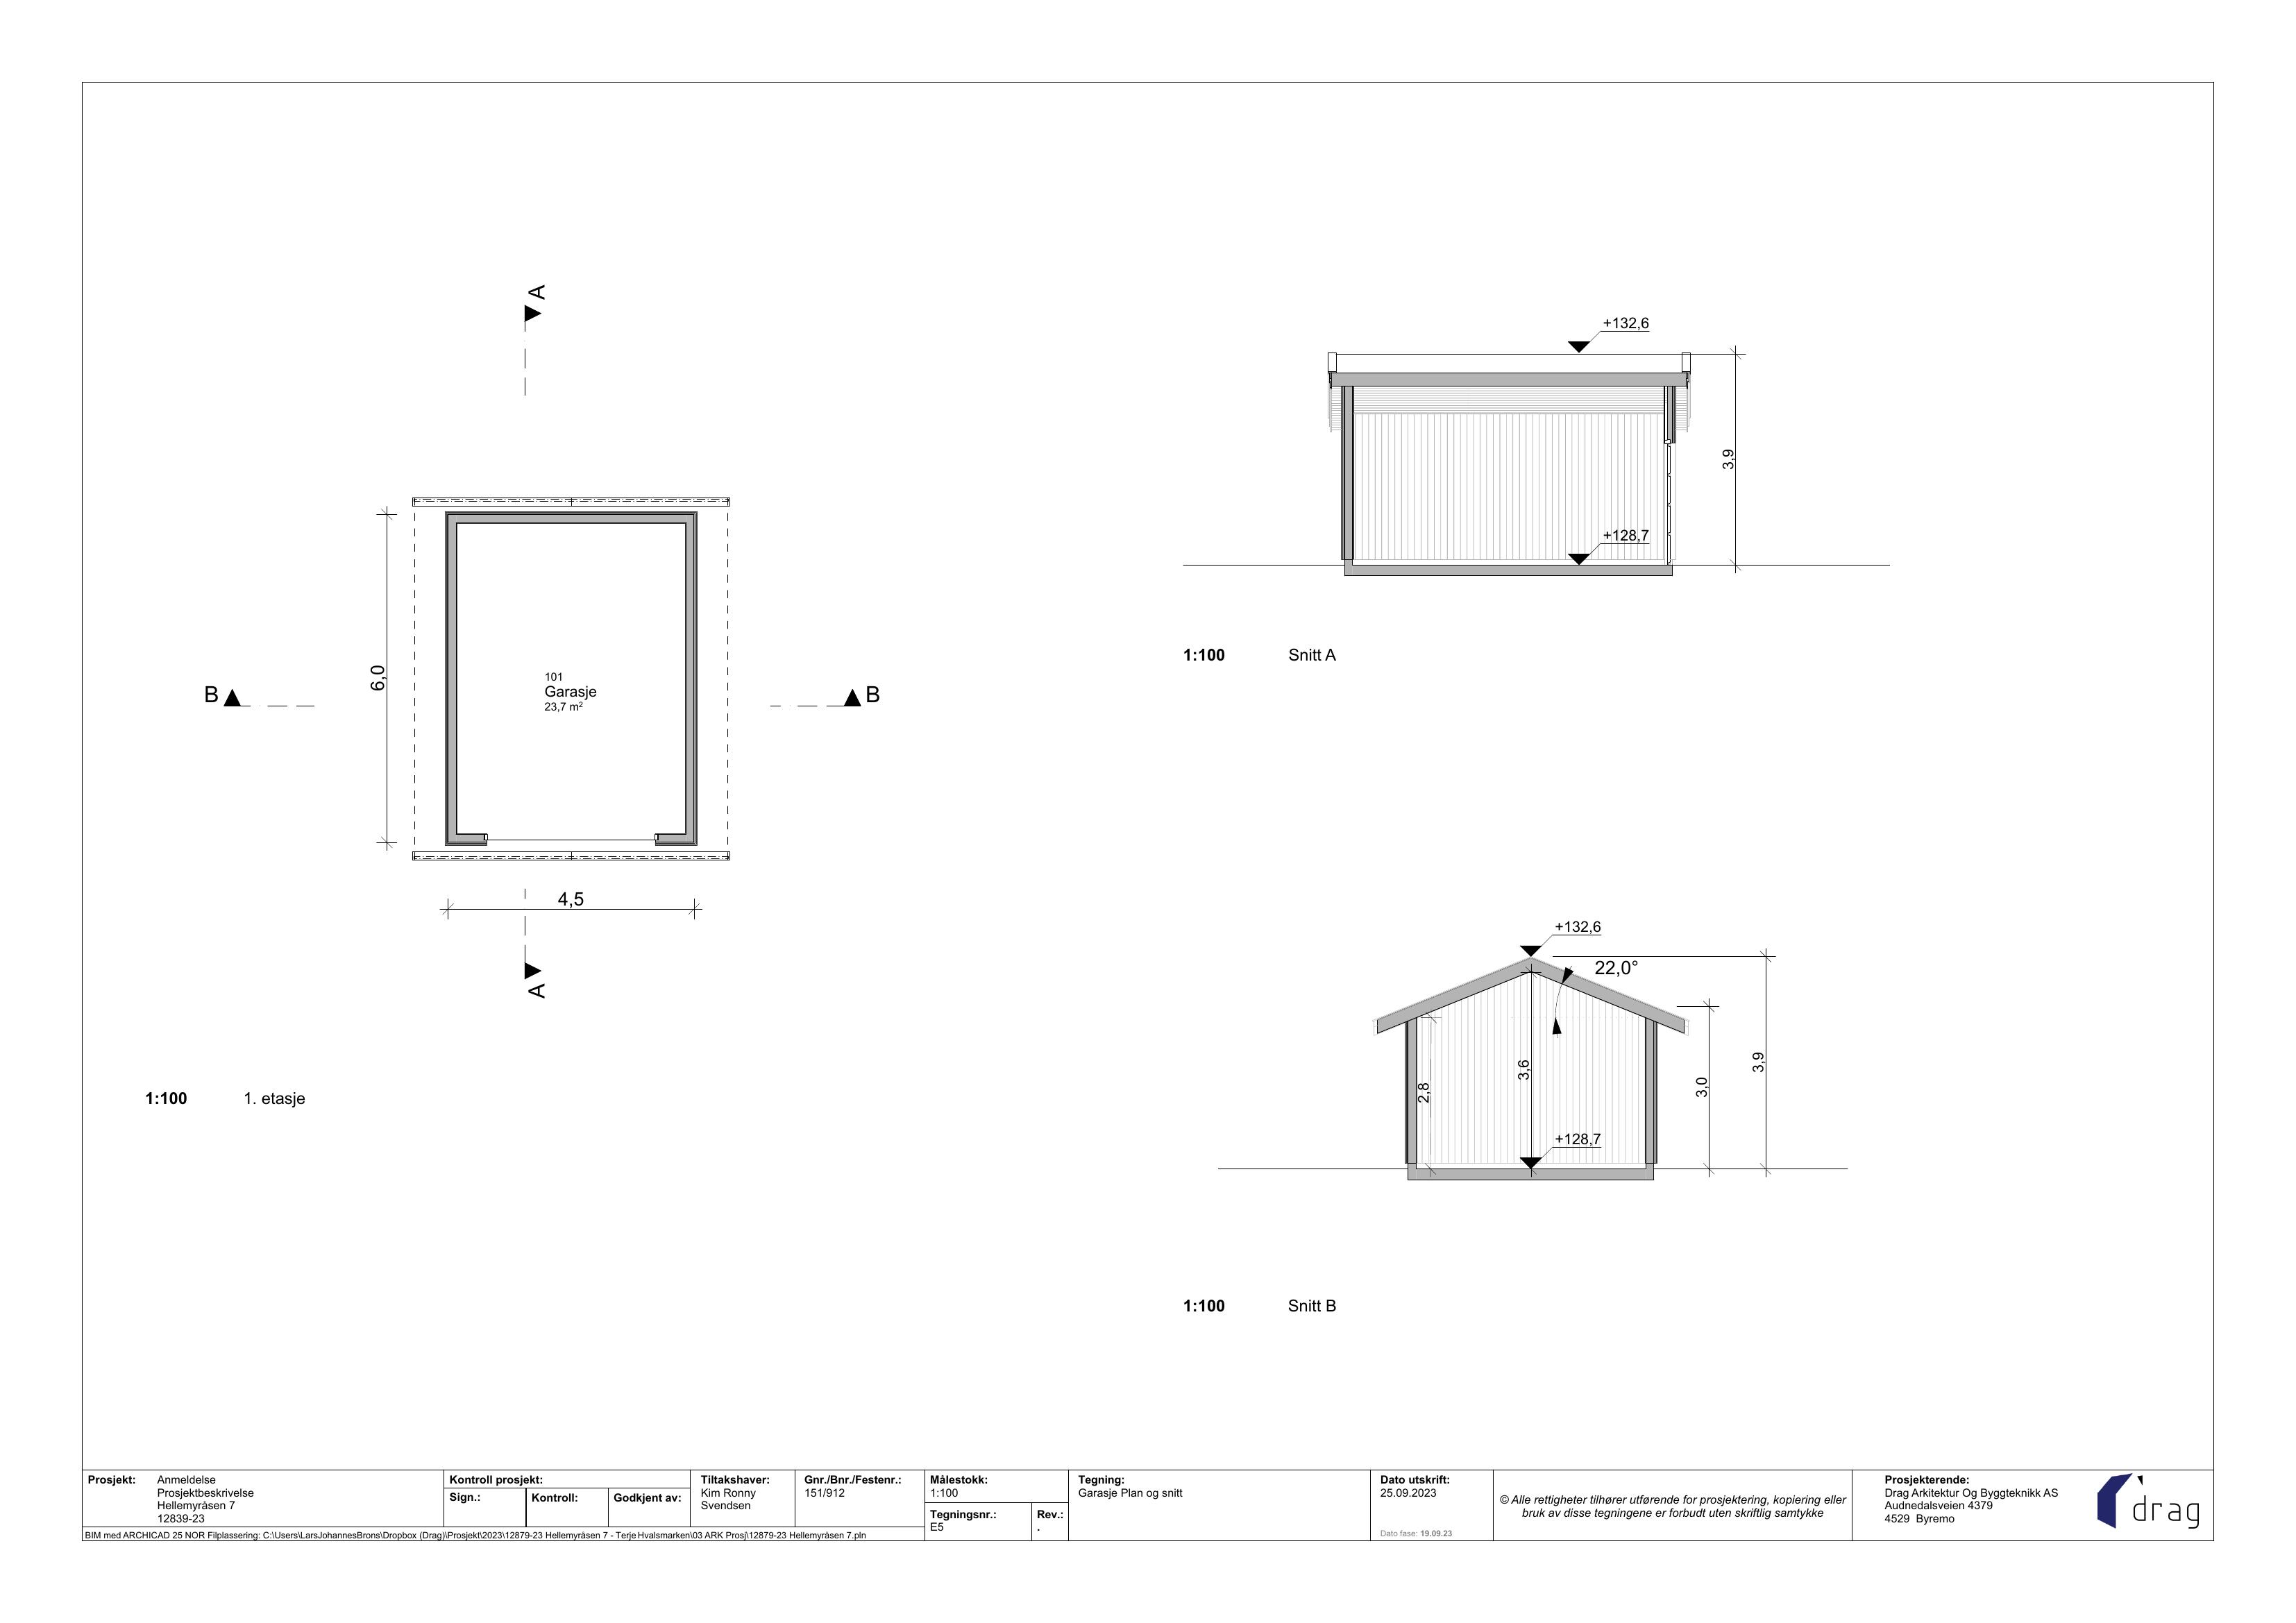 A
6,0
B
B
101
Garasje
23,7 m²
4,5
A
1:100 1. etasje
+132,6
3,9
+128,7
1:100 Snitt A
+132,6
22,0°
2,8
3,6
3,0
3,9
+128,7
1:100 Snitt B
Prosjekt: Anmeldelse
Prosjektbeskrivelse
Hellemyråsen 7
12839-23
Kontroll prosjekt:
Sign.: Kontroll: Godkjent av:
Tiltakshaver:
Kim Ronny
Svendsen
Gnr./Bnr./Festenr.:
151/912
BIM med ARCHICAD 25 NOR Filplassering: C:\Users\LarsJohannesBrons\Dropbox (Drag)\Prosjekt\2023\12879-23 Hellemyråsen 7 - Terje Hvalsmarken\03 ARK Prosj\12879-23 Hellemyråsen 7.pln
Målestokk:
1:100
Tegningsnr.:
E5
Rev.:
.
Tegning:
Garasje Plan og snitt
Dato utskrift:
25.09.2023
Dato fase: 19.09.23
© Alle rettigheter tilhører utførende for prosjektering, kopiering eller
bruk av disse tegningene er forbudt uten skriftlig samtykke
Prosjekterende:
Drag Arkitektur Og Byggteknikk AS
Audnedalsveien 4379
4529 Byremo
drag